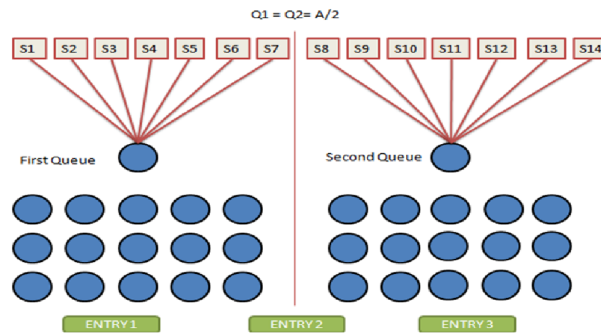 Q1 = Q2= A/2
S1 S2 S3 S4 S5 S6 S7 S8 S9 S10 S11 S12 S13 S14
First Queue Second Queue
ENTRY 1 ENTRY 2 ENTRY 3